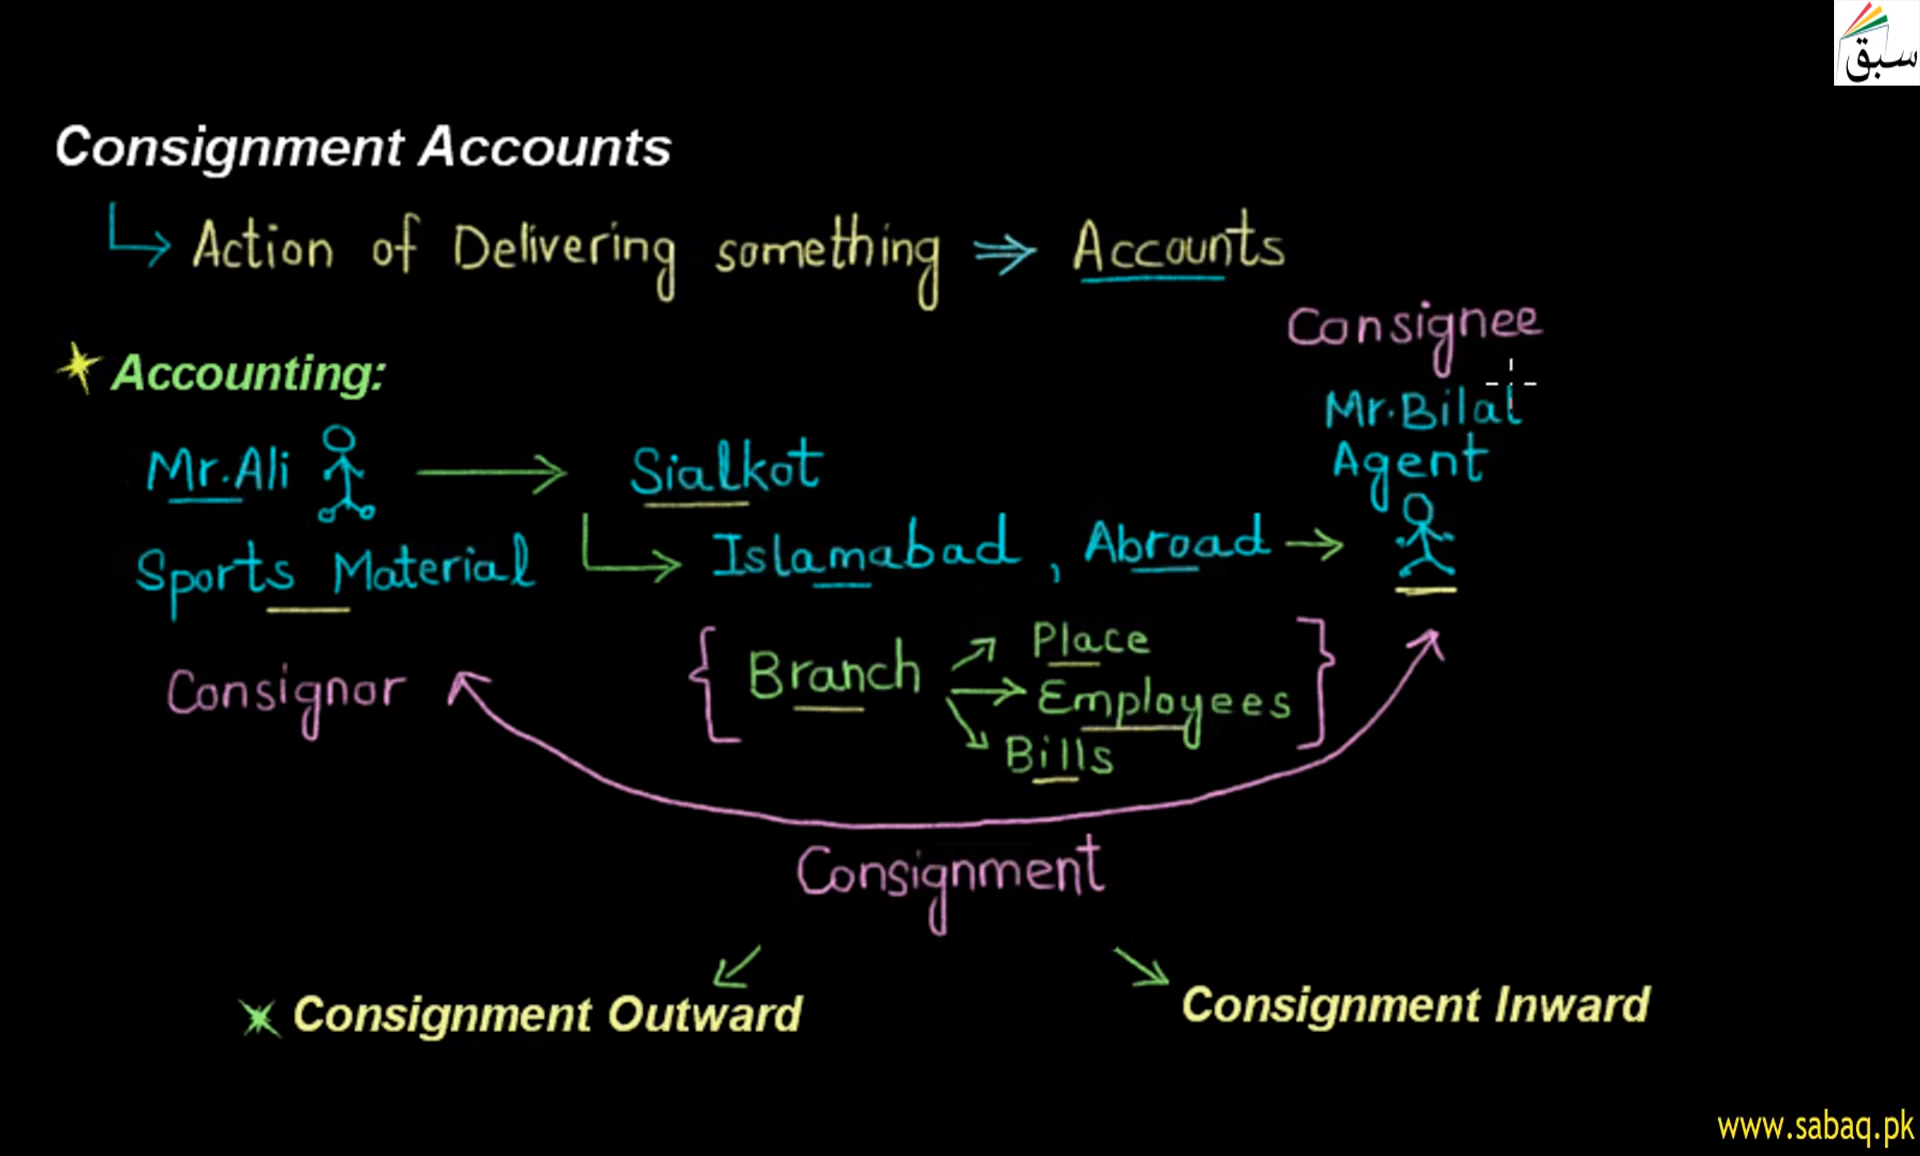 سبق
Consignment Accounts
Action of Delivering something ⇒ Accounts
Consignee
Accounting:
Mr. Bilal
Mr. Ali → Sialkot
Agent
Sports Material
Islamabad, Abroad →
{ Branch
Place
Employees
Bills }
Consignor
Consignment
Consignment Outward
Consignment Inward
www.sabaq.pk